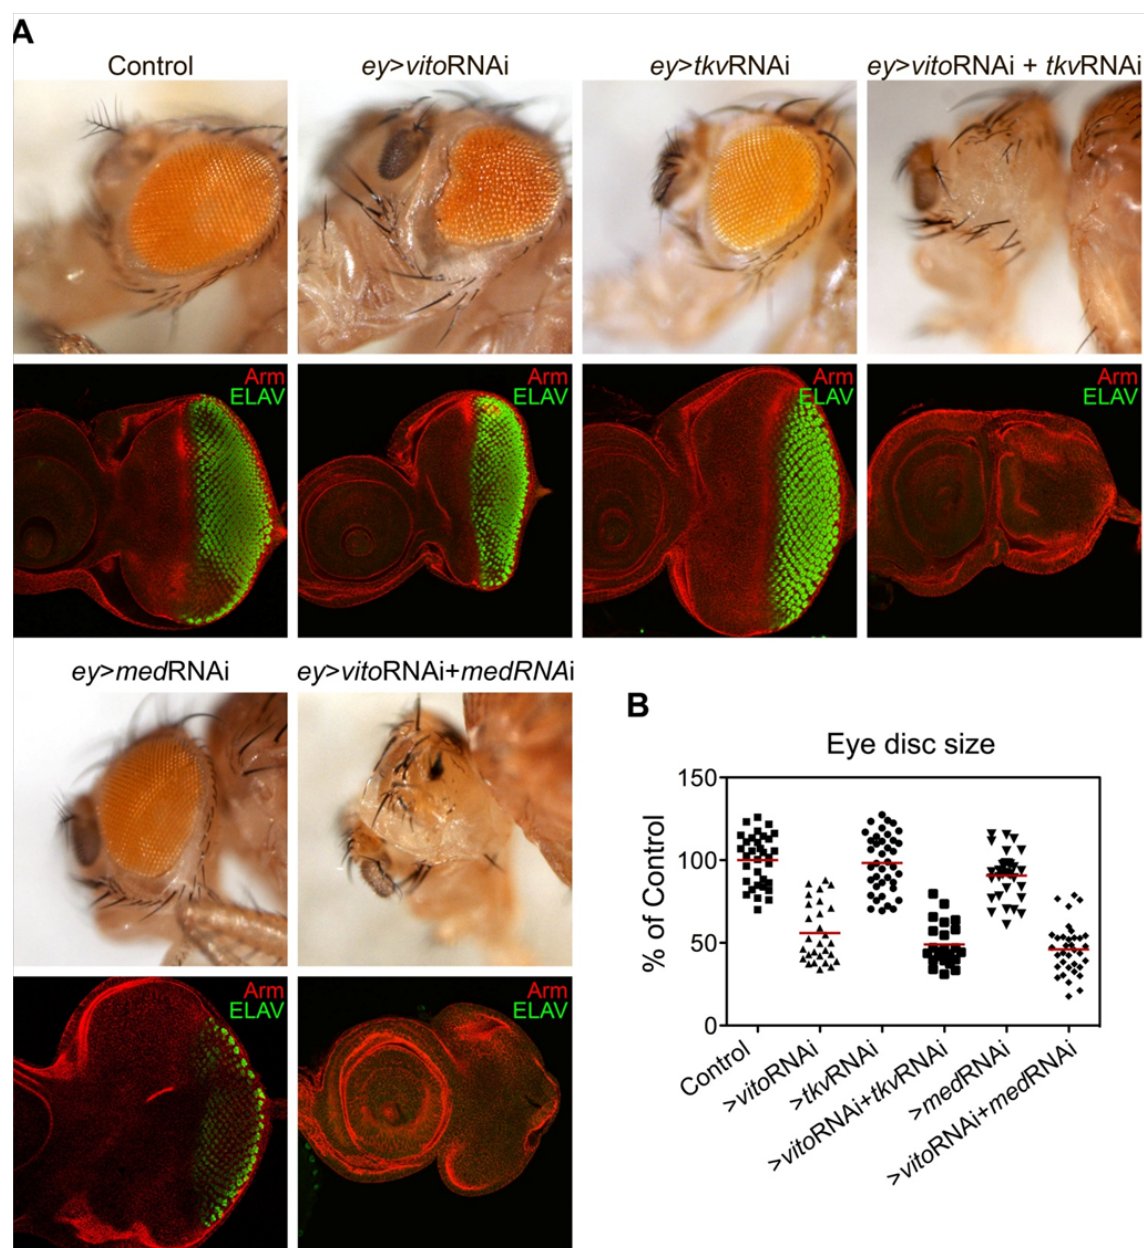 A
Control
ey>vitoRNAi
ey>tkvRNAi
ey>vitoRNAi + tkvRNAi
Arm
ELAV
Arm
ELAV
Arm
ELAV
Arm
ELAV
ey>medRNAi
ey>vitoRNAi+medRNAi
Arm
ELAV
Arm
ELAV
B
Eye disc size
% of Control
150
100
50
0
Control
>vitoRNAi
>tkvRNAi
>vitoRNAi+tkvRNAi
>medRNAi
>vitoRNAi+medRNAi